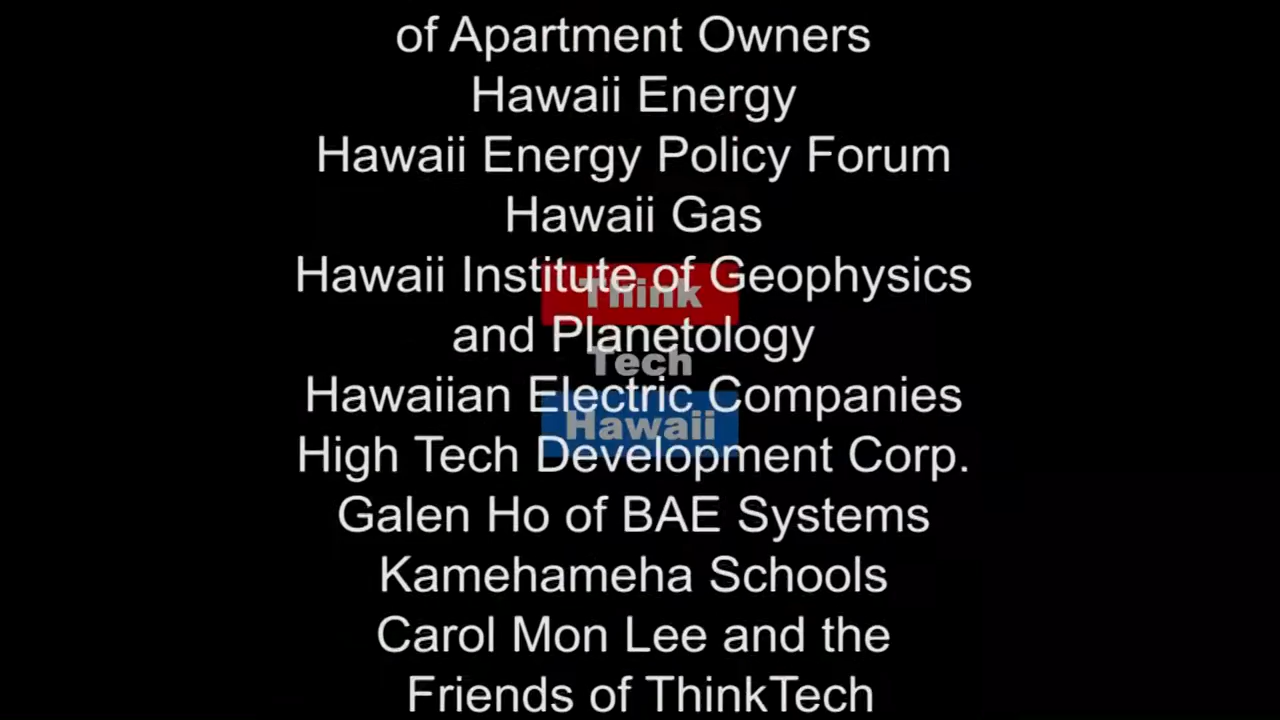 of Apartment Owners
Hawaii Energy
Hawaii Energy Policy Forum
Hawaii Gas
Hawaii Institute of Geophysics
Think
and Planetology
Tech
Hawaiian Electric Companies
Hawaii
High Tech Development Corp.
Galen Ho of BAE Systems
Kamehameha Schools
Carol Mon Lee and the
Friends of ThinkTech